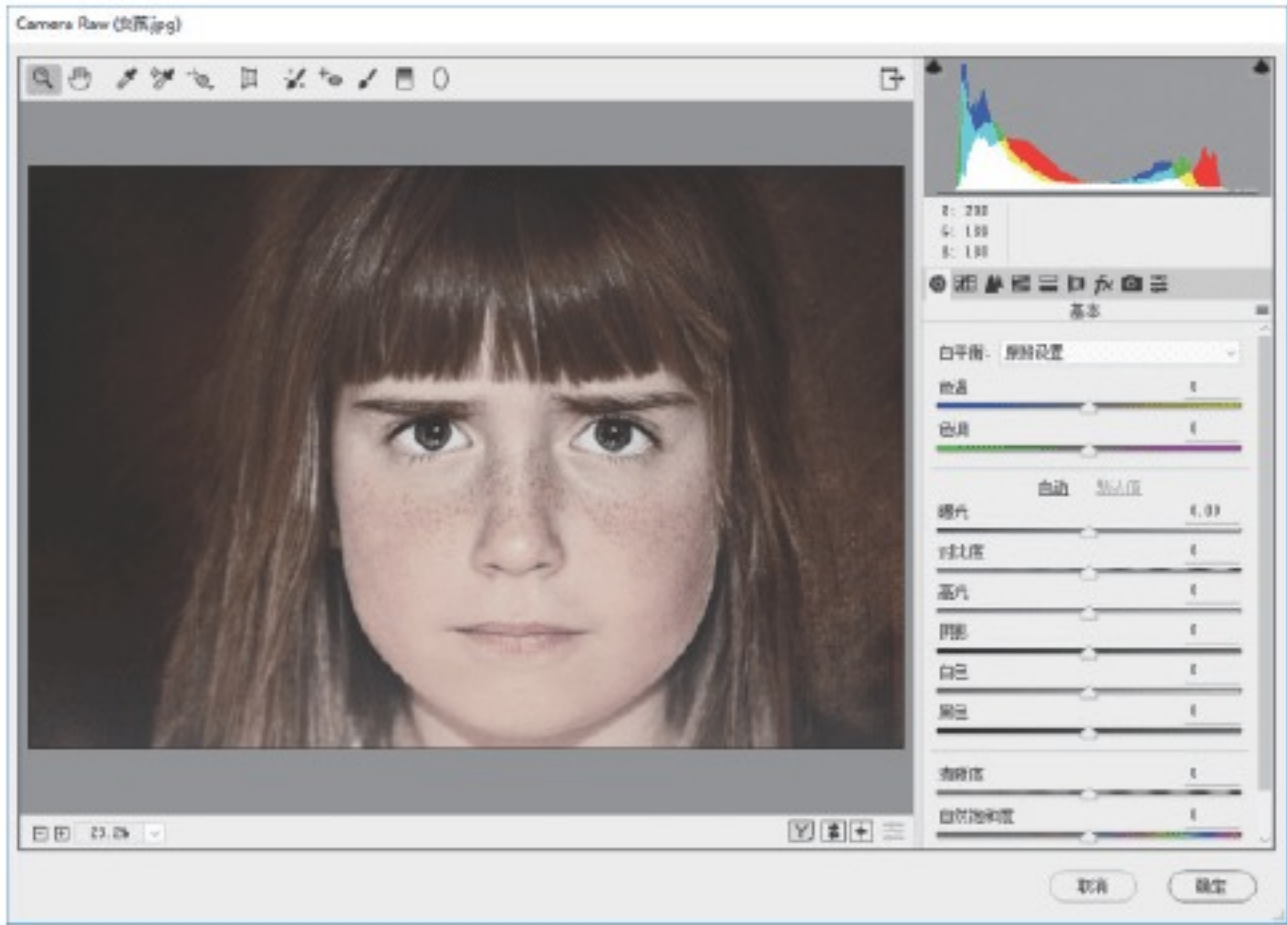 Camera Raw (女孩.jpg)
基本
白平衡: 原照设置
色温 0
色调 0
自动 默认值
曝光 0.00
对比度 0
高光 0
阴影 0
白色 0
黑色 0
清晰度 0
自然饱和度 0
取消 确定